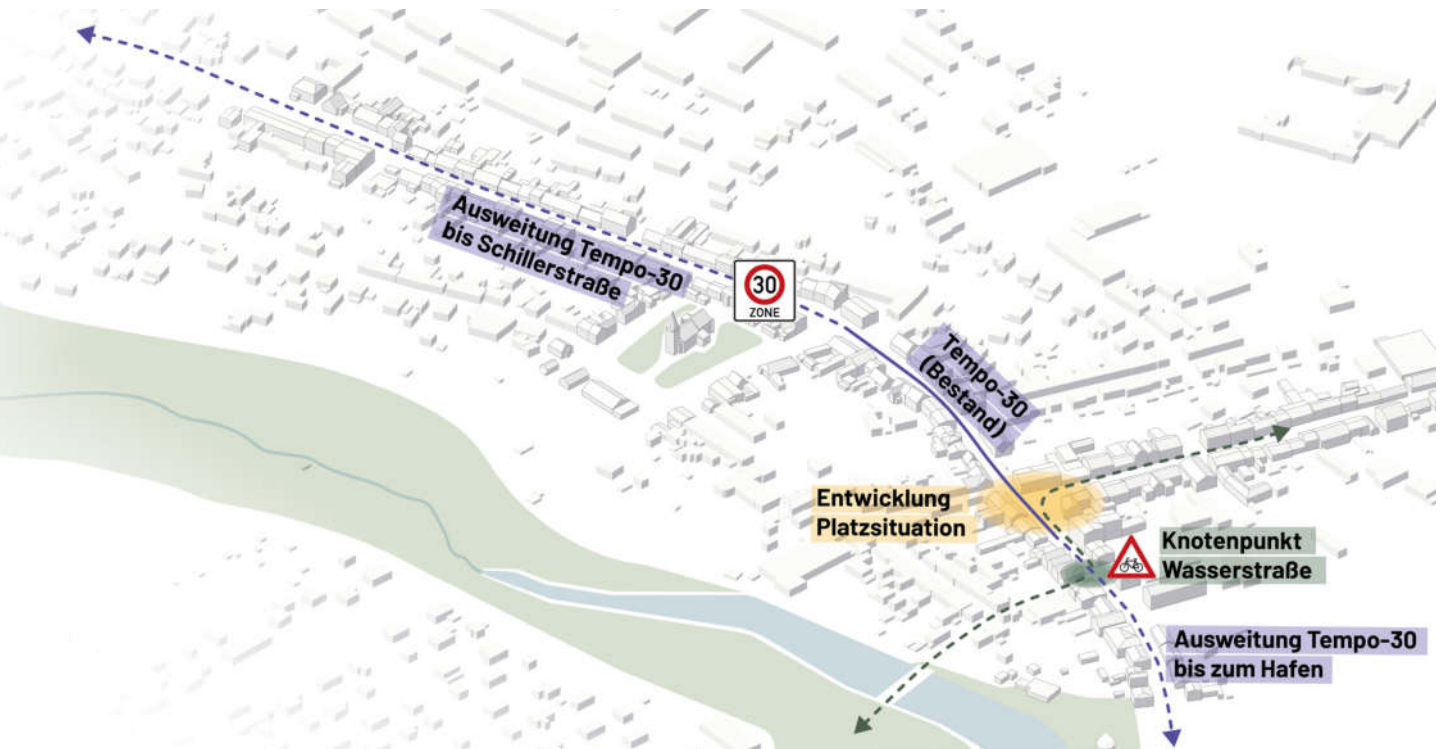 Ausweitung Tempo-30
bis Schillerstraße
30
ZONE
Tempo-30
(Bestand)
Entwicklung
Platzsituation
Knotenpunkt
Wasserstraße
Ausweitung Tempo-30
bis zum Hafen